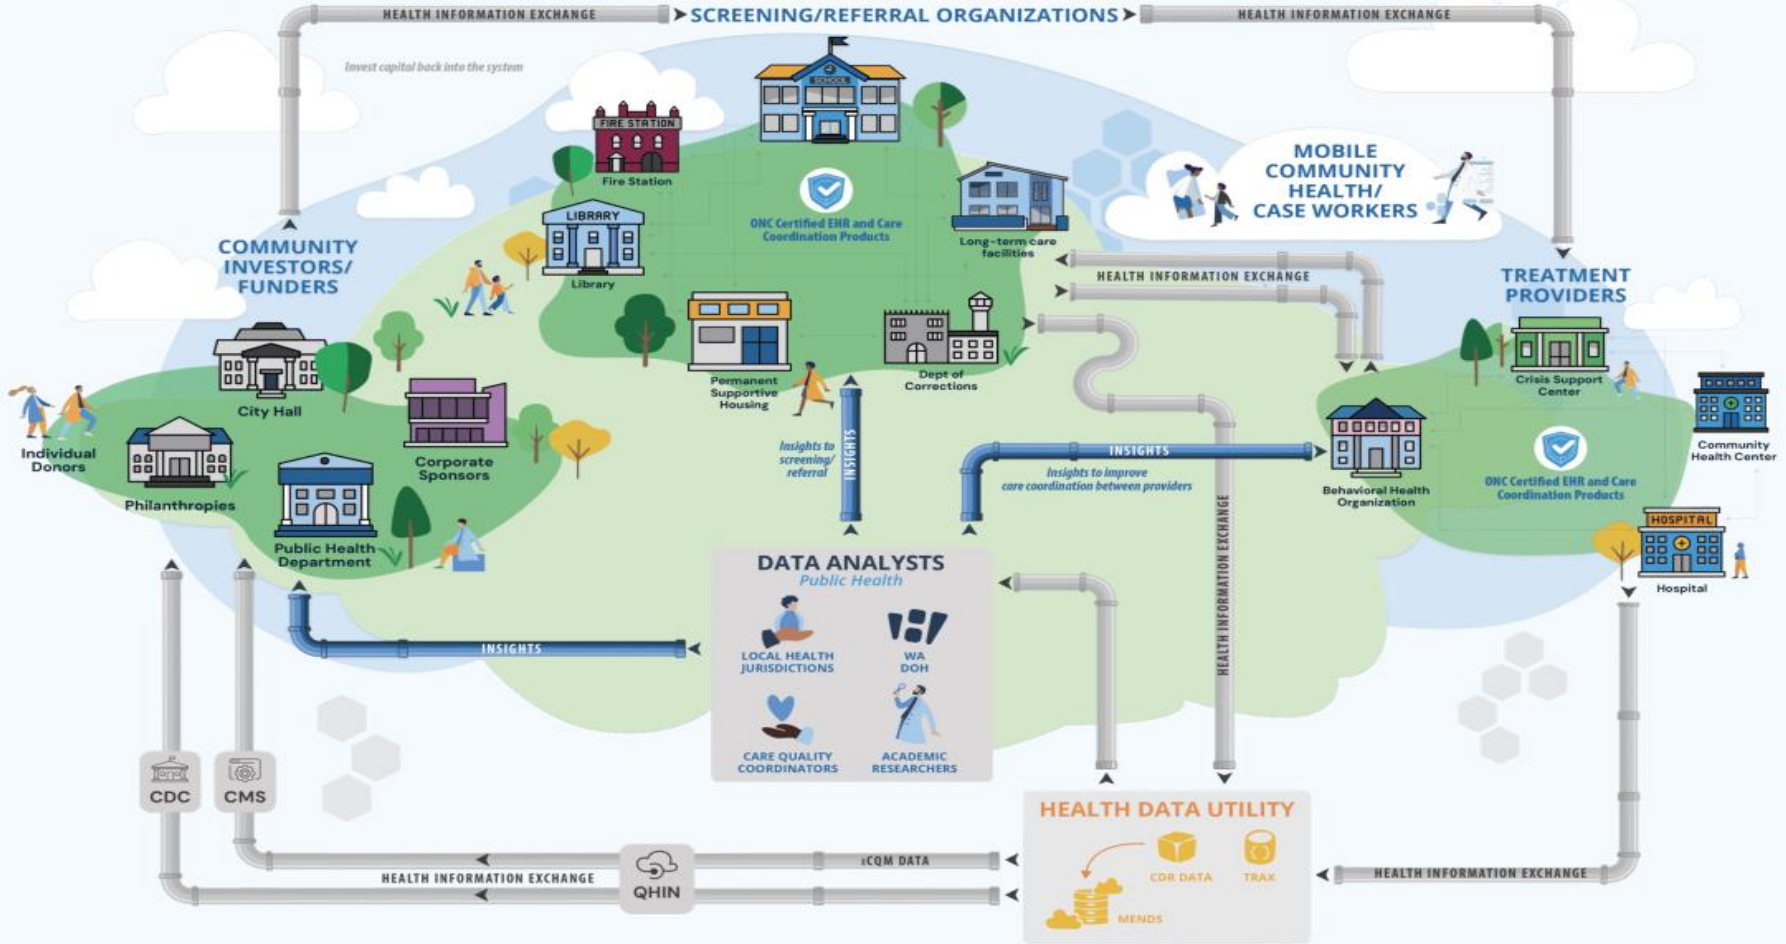 HEALTH INFORMATION EXCHANGE
SCREENING/REFERRAL ORGANIZATIONS
HEALTH INFORMATION EXCHANGE
Invest capital back into the system
SCHOOL
FIRE STATION
Fire Station
MOBILE
COMMUNITY
HEALTH/
CASE WORKERS
LIBRARY
Library
ONC Certified EHR and Care
Coordination Products
Long-term care
facilities
COMMUNITY
INVESTORS/
FUNDERS
HEALTH INFORMATION EXCHANGE
TREATMENT
PROVIDERS
City Hall
Individual
Donors
Philanthropies
Corporate
Sponsors
Public Health
Department
Permanent
Supportive
Housing
Dept of
Corrections
Crisis Support
Center
Community
Health Center
Insights to
screening/
referral
INSIGHTS
INSIGHTS
Insights to improve
care coordination between providers
Behavioral Health
Organization
ONC Certified EHR and Care
Coordination Products
HOSPITAL
Hospital
HEALTH INFORMATION EXCHANGE
DATA ANALYSTS
Public Health
LOCAL HEALTH
JURISDICTIONS
WA
DOH
CARE QUALITY
COORDINATORS
ACADEMIC
RESEARCHERS
INSIGHTS
CDC
CMS
HEALTH DATA UTILITY
CDR DATA
TRAX
MENDS
eCQM DATA
HEALTH INFORMATION EXCHANGE
QHIN
HEALTH INFORMATION EXCHANGE